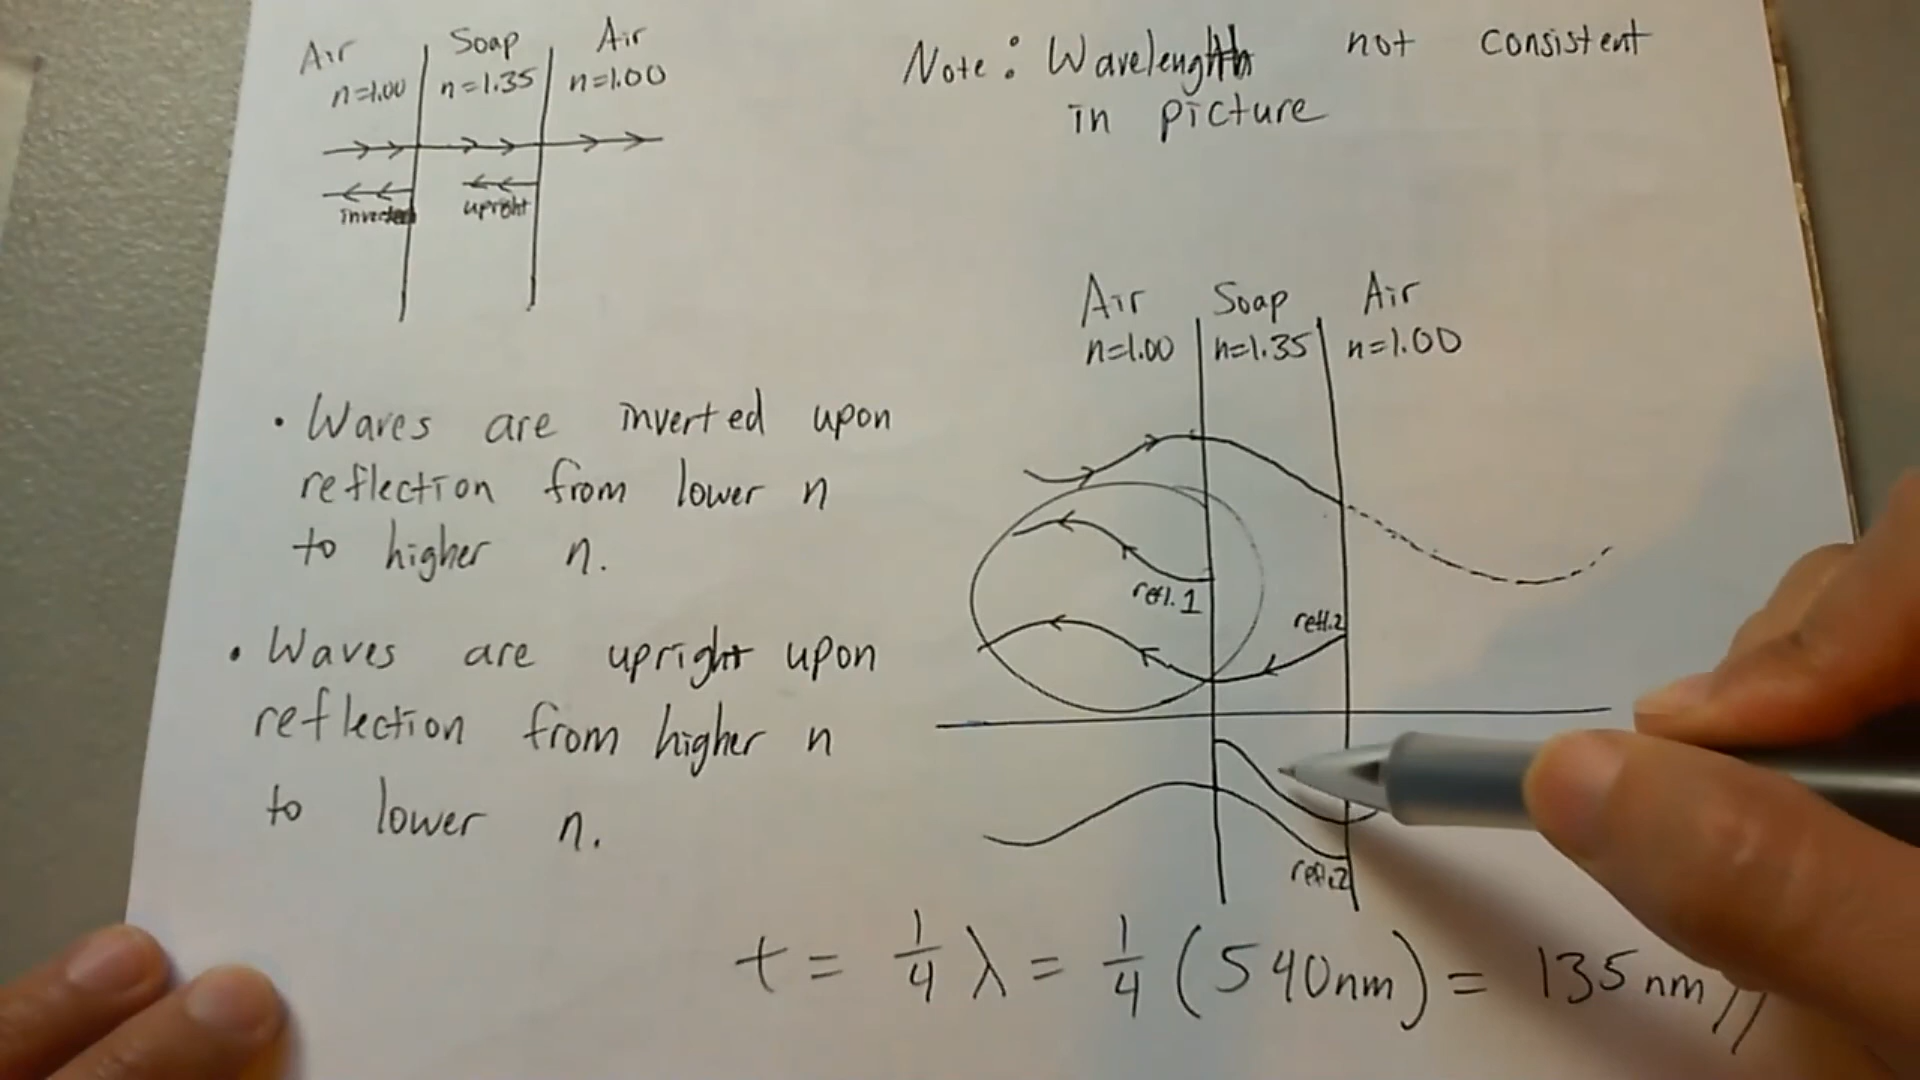 Air Soap Air
n=1.00 n=1.35 n=1.00
inverted upright
Note: Wavelength not consistent
in picture
• Waves are inverted upon
reflection from lower n
to higher n.
• Waves are upright upon
reflection from higher n
to lower n.
Air Soap Air
n=1.00 n=1.35 n=1.00
refl.1
refl.2
refl.2
t = 1/4 λ = 1/4 (540nm) = 135nm //